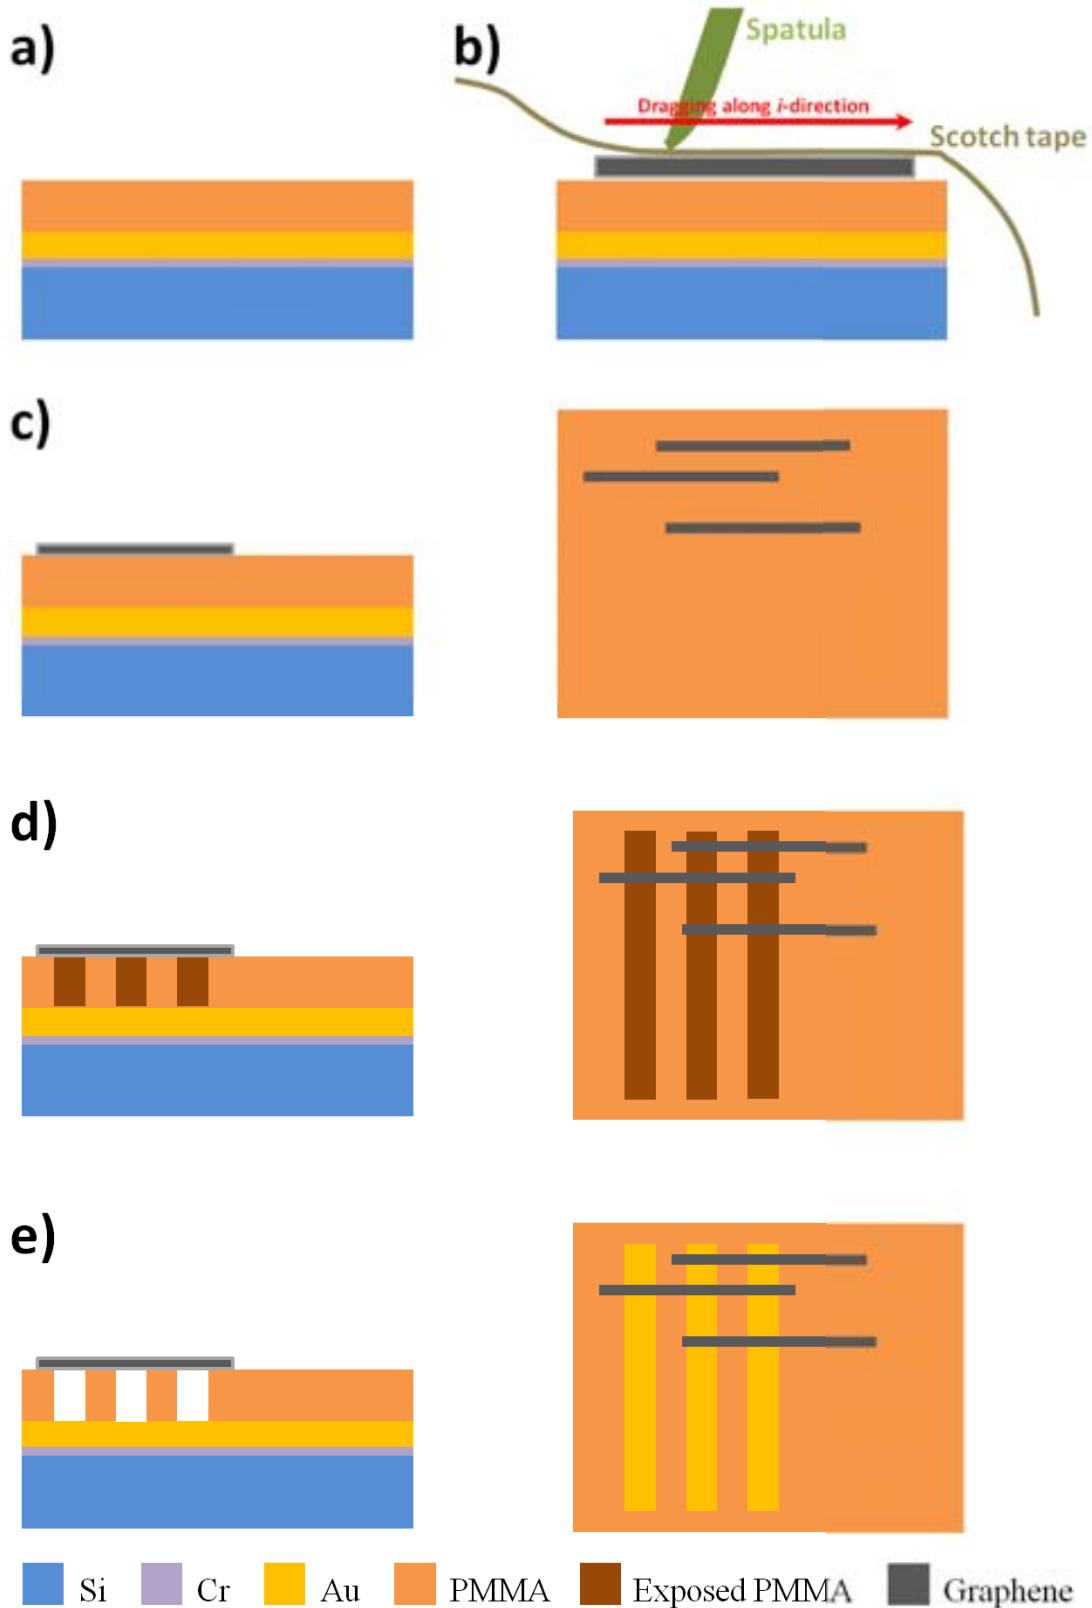 a)
b)
Spatula
Dragging along i-direction
Scotch tape
c)
d)
e)
Si Cr Au PMMA Exposed PMMA Graphene